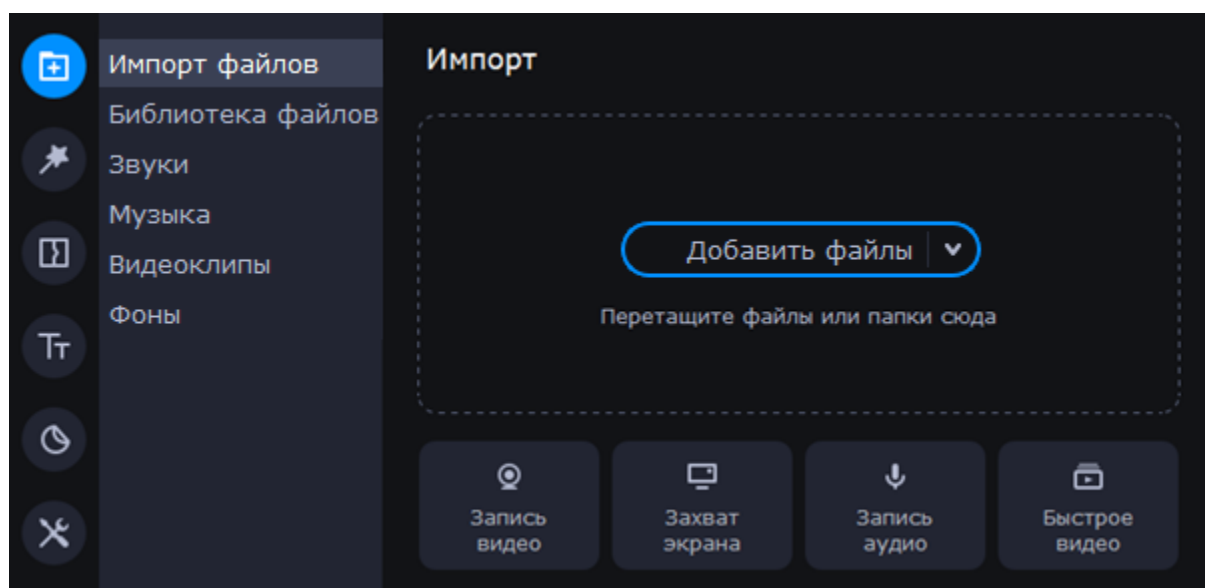 Импорт файлов
Библиотека файлов
Звуки
Музыка
Видеоклипы
Фоны
Tт
Импорт
Добавить файлы
Перетащите файлы или папки сюда
Запись
видео
Захват
экрана
Запись
аудио
Быстрое
видео